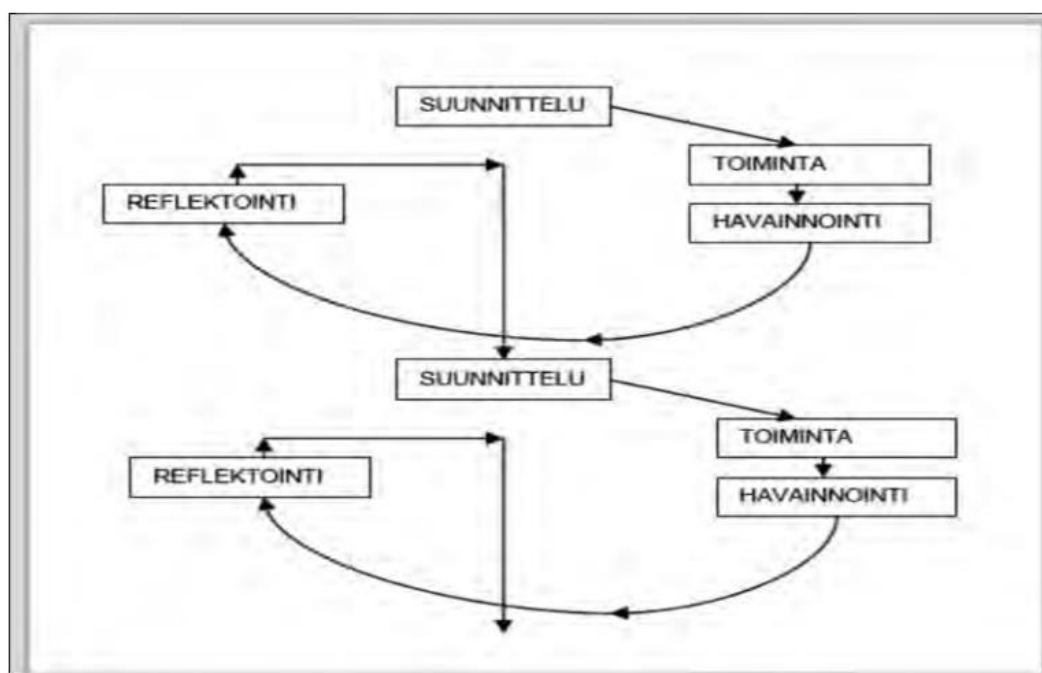 SUUNNITTELU
TOIMINTA
REFLEKTOINTI
HAVAINNOINTI
SUUNNITTELU
TOIMINTA
REFLEKTOINTI
HAVAINNOINTI